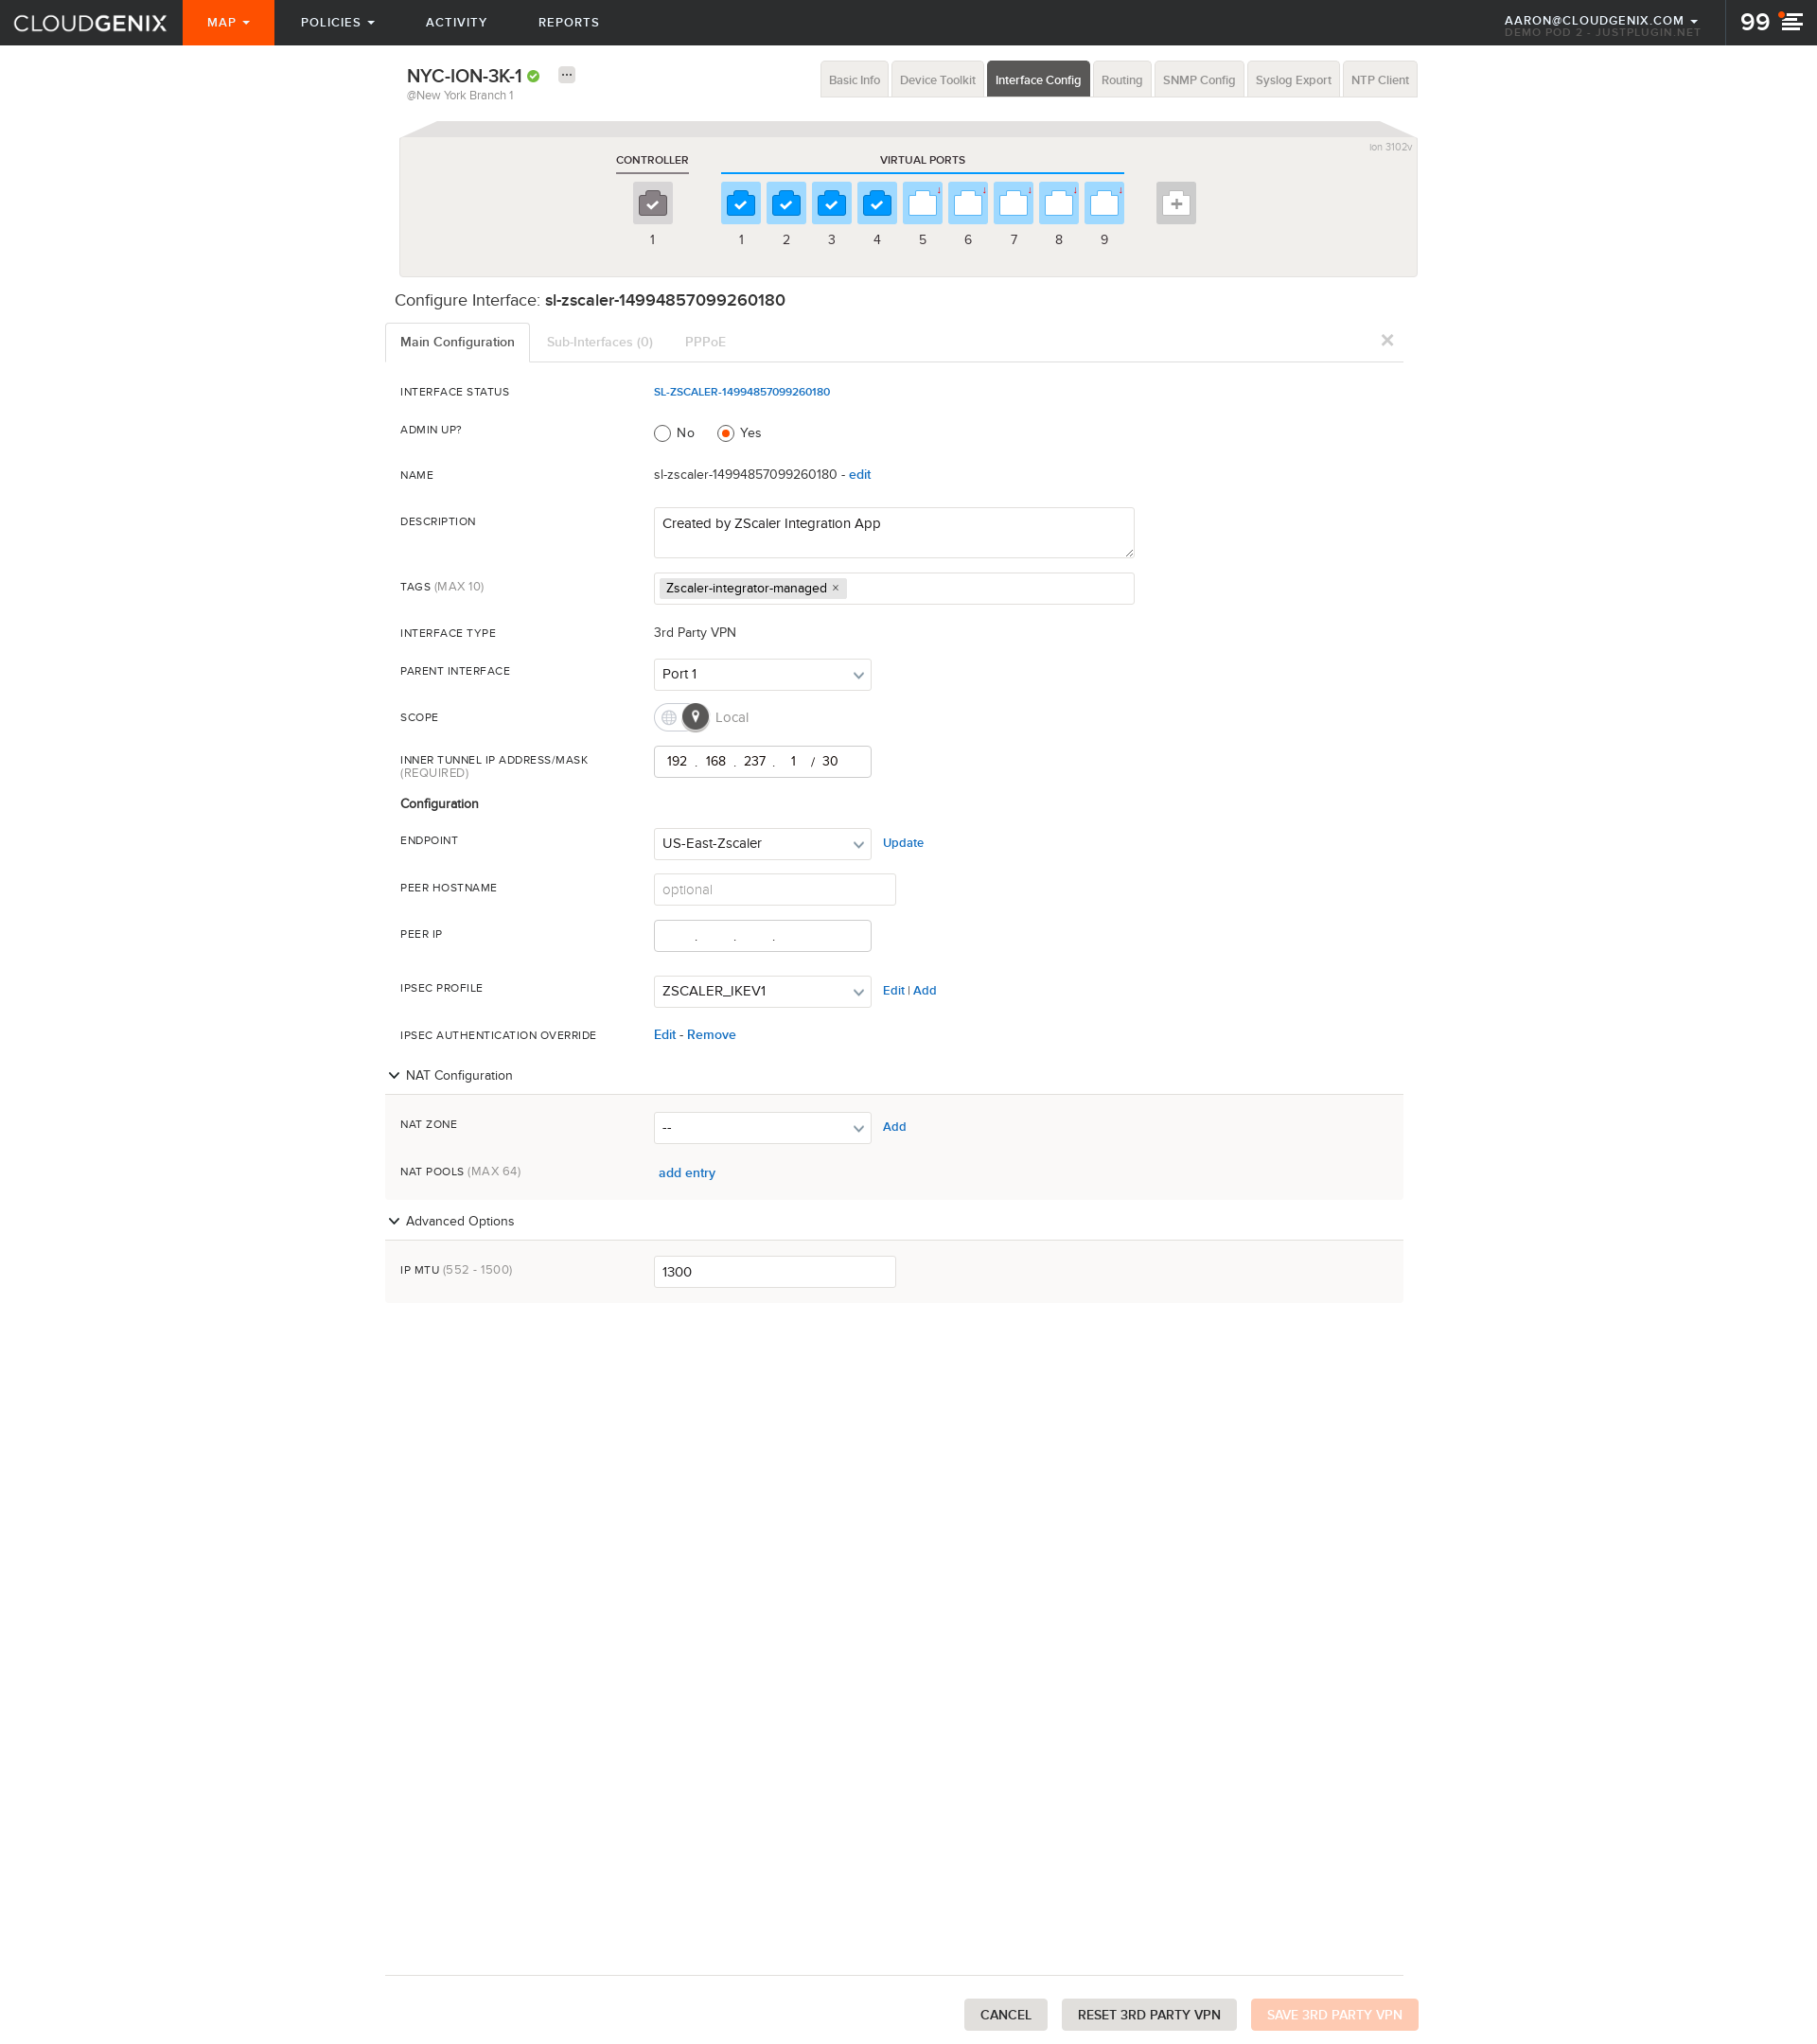 CLOUDGENIX MAP POLICIES ACTIVITY REPORTS AARON@CLOUDGENIX.COM 99
DEMO POD 2 - JUSTPLUGIN.NET
NYC-ION-3K-1 ... Basic Info Device Toolkit Interface Config Routing SNMP Config Syslog Export NTP Client
@New York Branch 1
ion 3102v
CONTROLLER VIRTUAL PORTS
1 1 2 3 4 5 6 7 8 9
Configure Interface: sl-zscaler-14994857099260180
Main Configuration Sub-Interfaces (0) PPPoE ×
INTERFACE STATUS SL-ZSCALER-14994857099260180
ADMIN UP? No Yes
NAME sl-zscaler-14994857099260180 - edit
DESCRIPTION Created by ZScaler Integration App
TAGS (MAX 10) Zscaler-integrator-managed ×
INTERFACE TYPE 3rd Party VPN
PARENT INTERFACE Port 1
SCOPE Local
INNER TUNNEL IP ADDRESS/MASK 192 . 168 . 237 . 1 / 30
(REQUIRED)
Configuration
ENDPOINT US-East-Zscaler Update
PEER HOSTNAME optional
PEER IP . . .
IPSEC PROFILE ZSCALER_IKEV1 Edit | Add
IPSEC AUTHENTICATION OVERRIDE Edit - Remove
NAT Configuration
NAT ZONE -- Add
NAT POOLS (MAX 64) add entry
Advanced Options
IP MTU (552 - 1500) 1300
CANCEL RESET 3RD PARTY VPN SAVE 3RD PARTY VPN